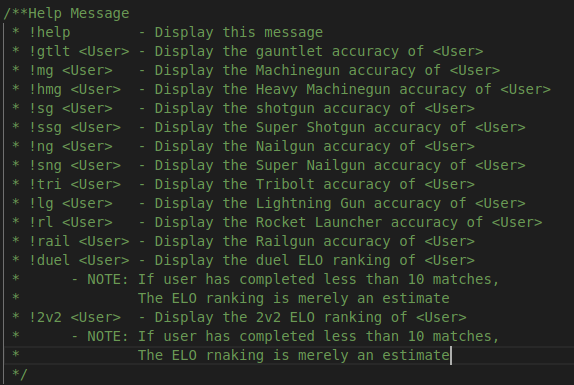 /**Help Message
 * !help        - Display this message
 * !gtlt <User> - Display the gauntlet accuracy of <User>
 * !mg <User>   - Display the Machinegun accuracy of <User>
 * !hmg <User>  - Display the Heavy Machinegun accuracy of <User>
 * !sg <User>   - Display the shotgun accuracy of <User>
 * !ssg <User>  - Display the Super Shotgun accuracy of <User>
 * !ng <User>   - Display the Nailgun accuracy of <User>
 * !sng <User>  - Display the Super Nailgun accuracy of <User>
 * !tri <User>  - Display the Tribolt accuracy of <User>
 * !lg <User>   - Display the Lightning Gun accuracy of <User>
 * !rl <User>   - Display the Rocket Launcher accuracy of <User>
 * !rail <User> - Display the Railgun accuracy of <User>
 * !duel <User> - Display the duel ELO ranking of <User>
 *      - NOTE: If user has completed less than 10 matches,
 *              The ELO ranking is merely an estimate
 * !2v2 <User>  - Display the 2v2 ELO ranking of <User>
 *      - NOTE: If user has completed less than 10 matches,
 *              The ELO rnaking is merely an estimate
 */